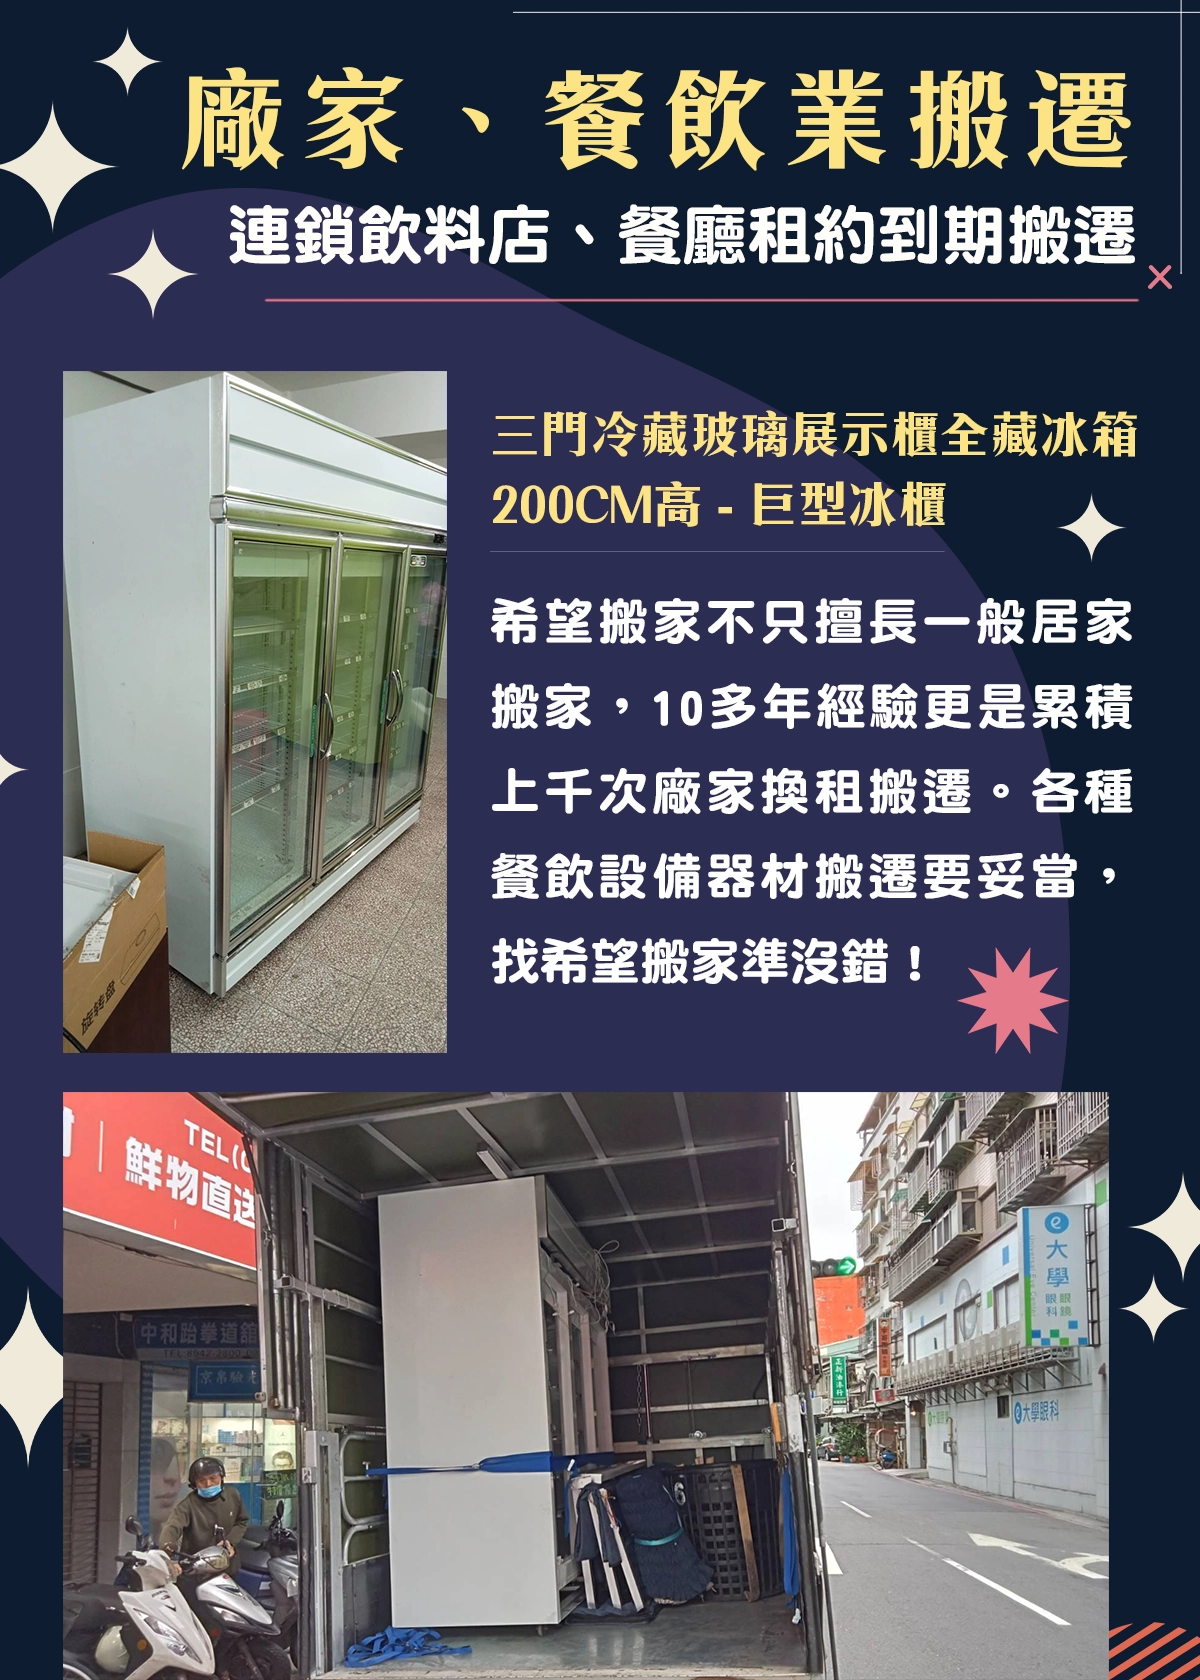 廠家、餐飲業搬遷
連鎖飲料店、餐廳租約到期搬遷
三門冷藏玻璃展示櫃全藏冰箱
200CM高 - 巨型冰櫃
希望搬家不只擅長一般居家
搬家，10多年經驗更是累積
上千次廠家換租搬遷。各種
餐飲設備器材搬遷要妥當，
找希望搬家準沒錯！
TEL(0
鮮物直送
中和跆拳道館
大學
眼科
大學眼科